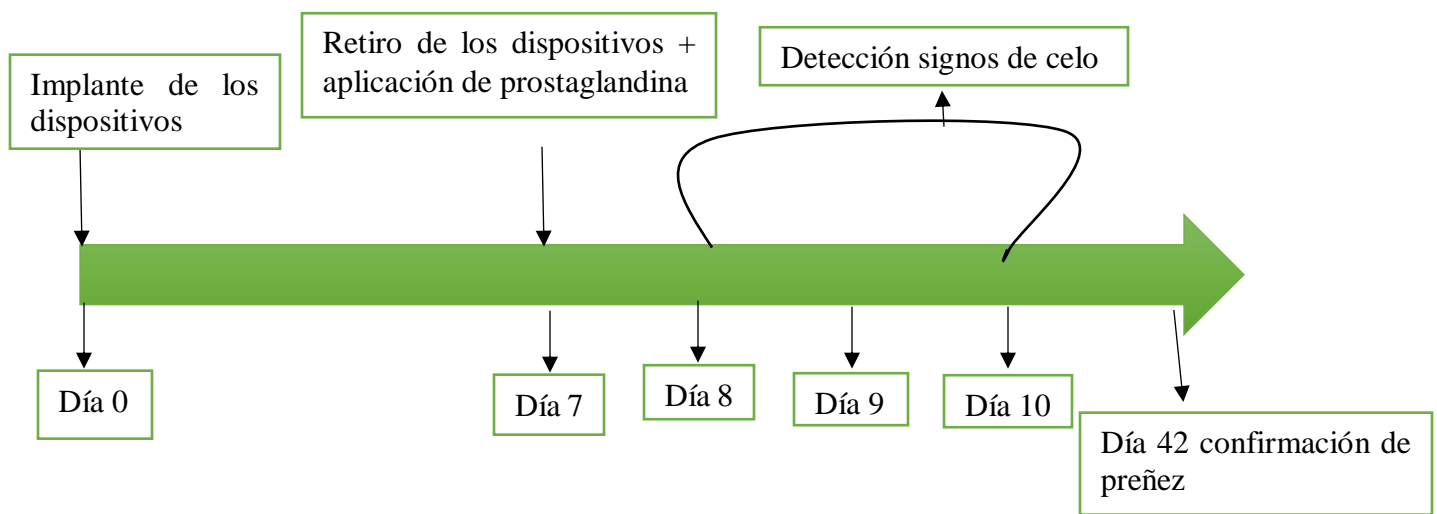 Implante de los
dispositivos
Retiro de los dispositivos +
aplicación de prostaglandina
Detección signos de celo
Día 0
Día 7
Día 8
Día 9
Día 10
Día 42 confirmación de
preñez